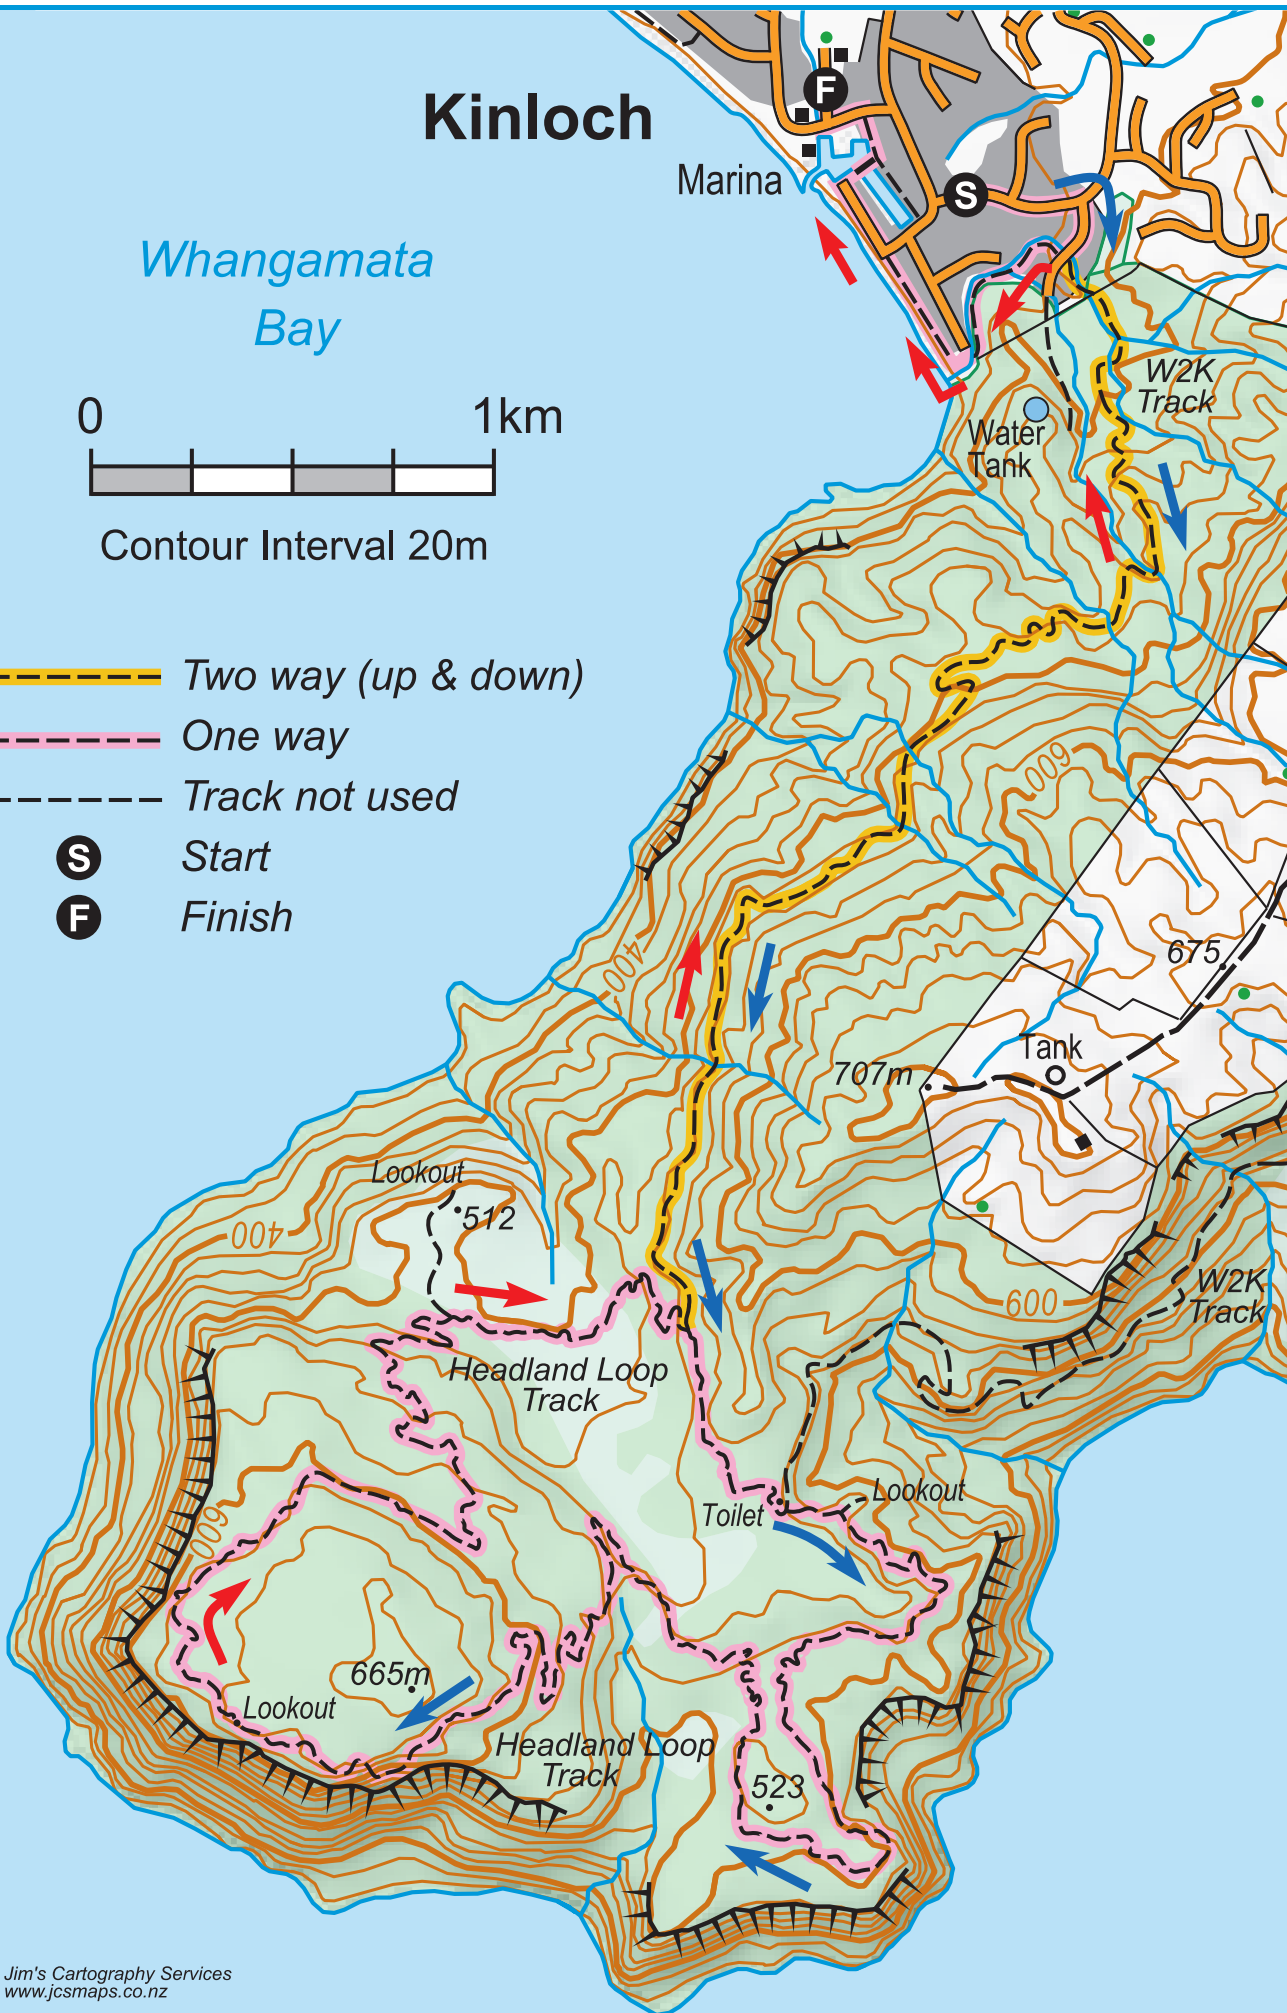 F
Kinloch
Marina
S
Whangamata
Bay
W2K
Track
0 1km
Water
Tank
Contour Interval 20m
Two way (up & down)
One way
600
Track not used
S Start
F Finish
400
675
Tank
707m
Lookout
512
400
W2K
Track
600
Headland Loop
Track
Lookout
Toilet
600
665m
Lookout
Headland Loop
Track
523
Jim's Cartography Services
www.jcsmaps.co.nz